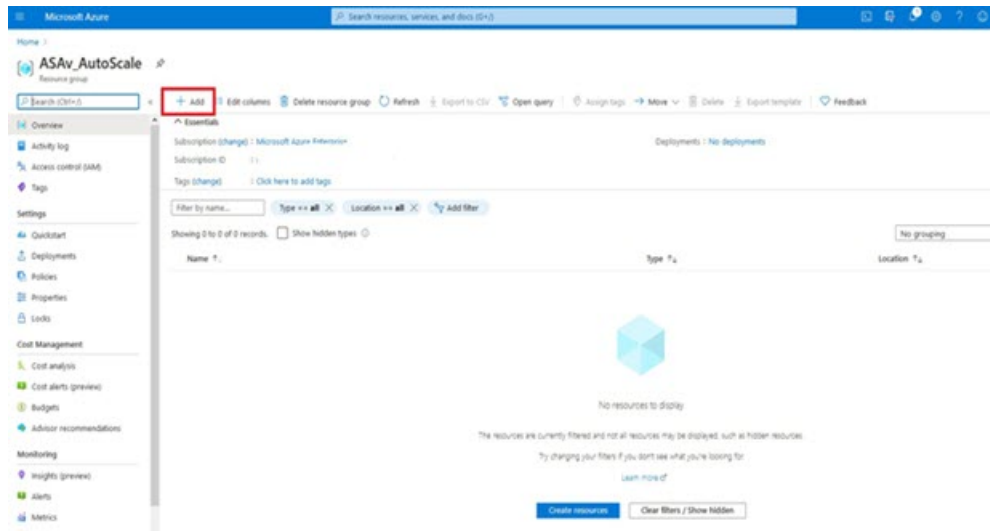 Microsoft Azure
Search resources, services, and docs (G+/)
Home >
ASAv_AutoScale
Resource group
Search (Ctrl+/)
« + Add Edit columns Delete resource group Refresh Export to CSV Open query Assign tags Move Delete Export template Feedback
Overview
Activity log
Access control (IAM)
Tags
Settings
Quickstart
Deployments
Policies
Properties
Locks
Cost Management
Cost analysis
Cost alerts (preview)
Budgets
Advisor recommendations
Monitoring
Insights (preview)
Alerts
Metrics
Essentials
Subscription (change) : Microsoft Azure Enterprise
Deployments : No deployments
Subscription ID :
Tags (change) : Click here to add tags
Filter by name... Type == all Location == all Add filter
Showing 0 to 0 of 0 records. Show hidden types
No grouping
Name Type Location
No resources to display
The resources are currently filtered and not all resources may be displayed, such as hidden resources.
Try changing your filters if you don't see what you're looking for.
Learn more
Create resources Clear filters / Show hidden